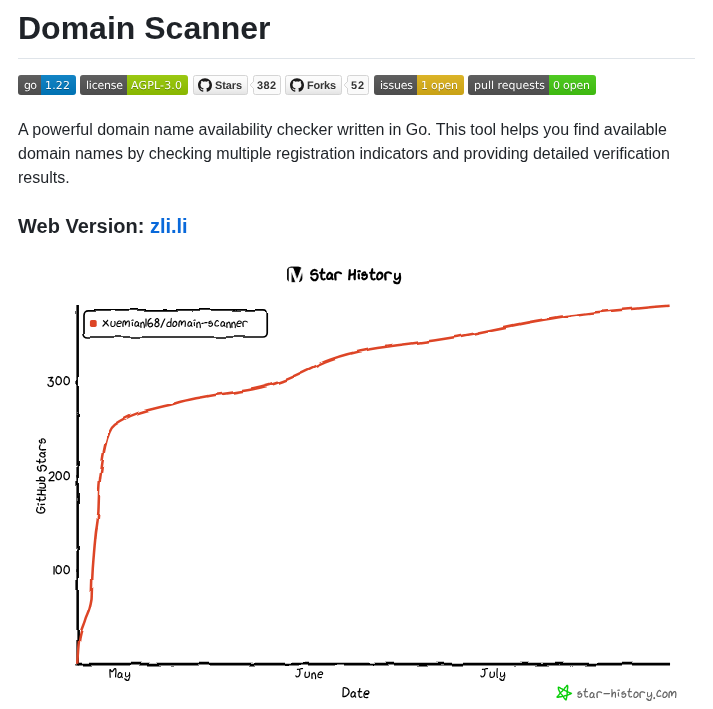 Domain Scanner
go 1.22 license AGPL-3.0 Stars 382 Forks 52 issues 1 open pull requests 0 open
A powerful domain name availability checker written in Go. This tool helps you find available
domain names by checking multiple registration indicators and providing detailed verification
results.
Web Version: zli.li
Star History
xuemian168/domain-scanner
300
200
100
GitHub Stars
May June July
Date
star-history.com